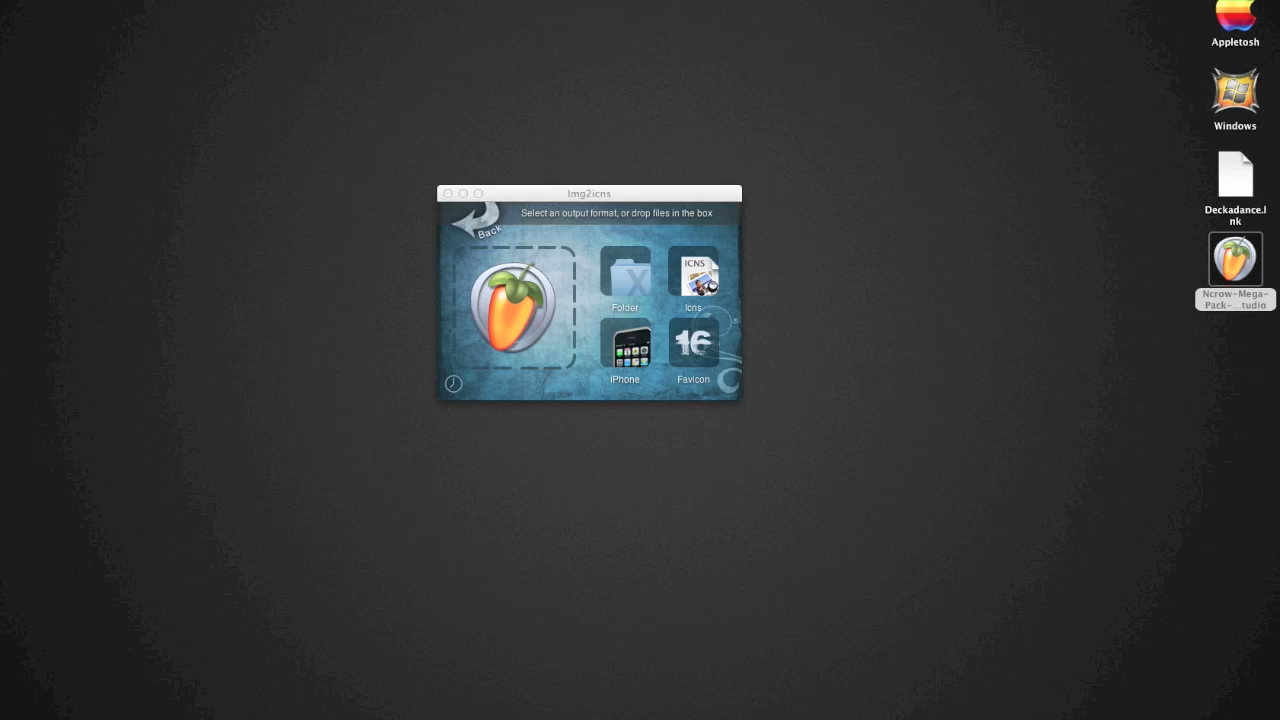 Appletosh
Windows
Img2icns
Select an output format, or drop files in the box
Back
ICNS
Folder
Icns
16
iPhone
Favicon
Deckadance.l
nk
Ncrow-Mega-
Pack-...tudio